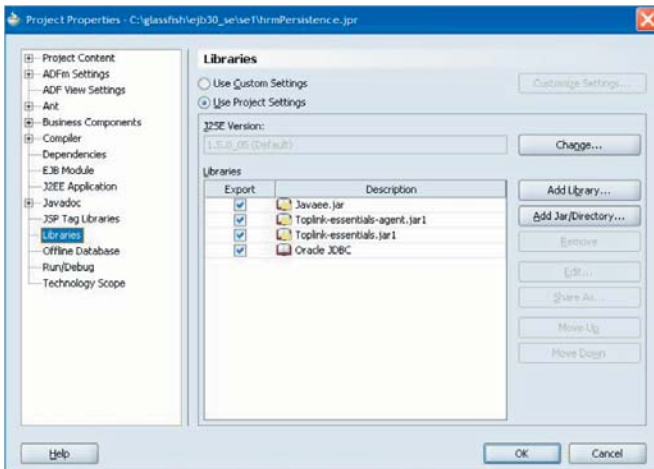 Project Properties - C:\glassfish\ejb30_se\se1\hrmPersistence.jpr
Project Content
ADFm Settings
ADF View Settings
Ant
Business Components
Compiler
Dependencies
EJB Module
J2EE Application
Javadoc
JSP Tag Libraries
Libraries
Offline Database
Run/Debug
Technology Scope
Libraries
Use Custom Settings
Customize Settings...
Use Project Settings
J2SE Version:
1.5.0_05 (Default)
Change...
Libraries
Export Description
Javaee.jar
Toplink-essentials-agent.jar1
Toplink-essentials.jar1
Oracle JDBC
Add Library...
Add Jar/Directory...
Remove
Edit...
Share As...
Move Up
Move Down
Help
OK
Cancel